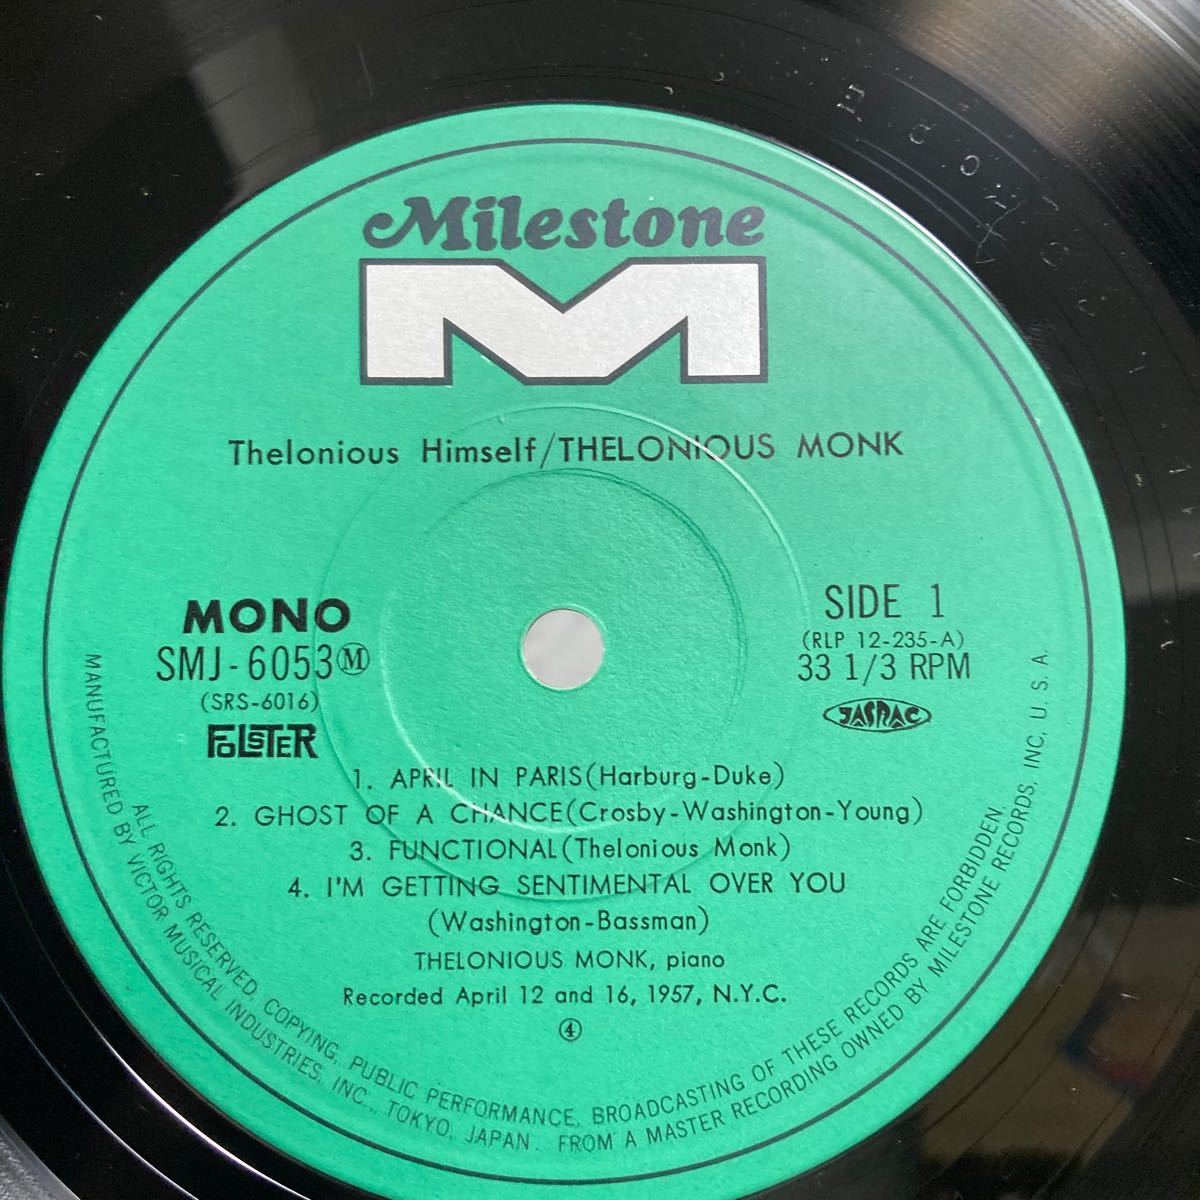 Milestone
Thelonious Himself/THELONIOUS MONK
MONO
SMJ-6053Ⓜ
(SRS-6016)
FOLSTER
SIDE 1
(RLP 12-235-A)
33 1/3 RPM
JASRAC
1. APRIL IN PARIS(Harburg-Duke)
2. GHOST OF A CHANCE(Crosby-Washington-Young)
3. FUNCTIONAL(Thelonious Monk)
4. I'M GETTING SENTIMENTAL OVER YOU
(Washington-Bassman)
THELONIOUS MONK, piano
Recorded April 12 and 16, 1957, N.Y.C.
④
ALL RIGHTS RESERVED. COPYING, PUBLIC PERFORMANCE, BROADCASTING OF THESE RECORDS ARE FORBIDDEN.
MANUFACTURED BY VICTOR MUSICAL INDUSTRIES, INC., TOKYO, JAPAN. FROM A MASTER RECORDING OWNED BY MILESTONE RECORDS, INC, U.S.A.